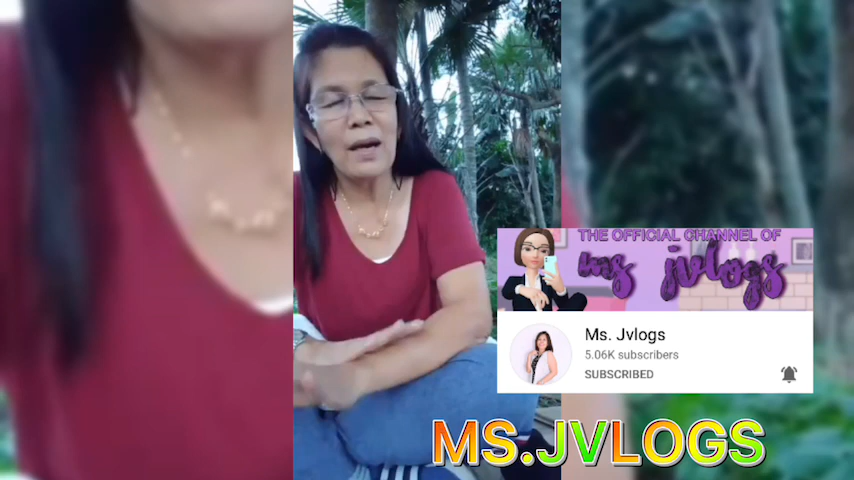 THE OFFICIAL CHANNEL OF
ms jvlogs
Ms. Jvlogs
5.06K subscribers
SUBSCRIBED
MS.JVLOGS